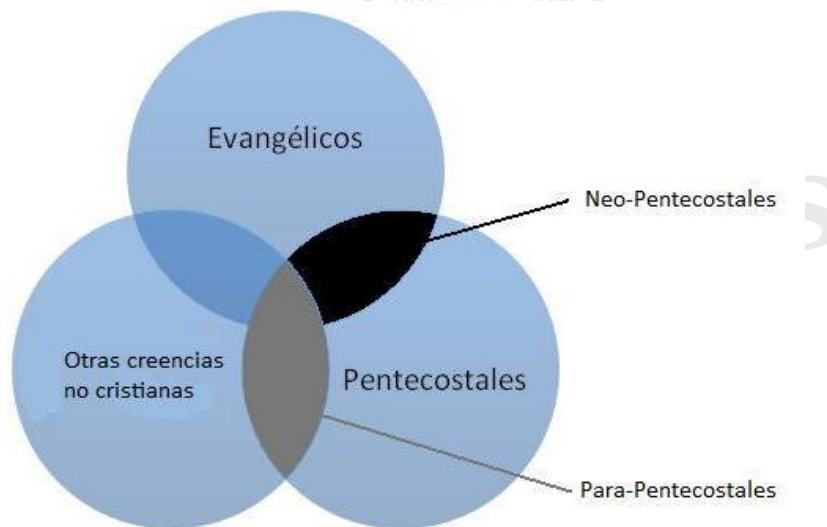 Evangélicos
Neo-Pentecostales
Otras creencias
no cristianas
Pentecostales
Para-Pentecostales